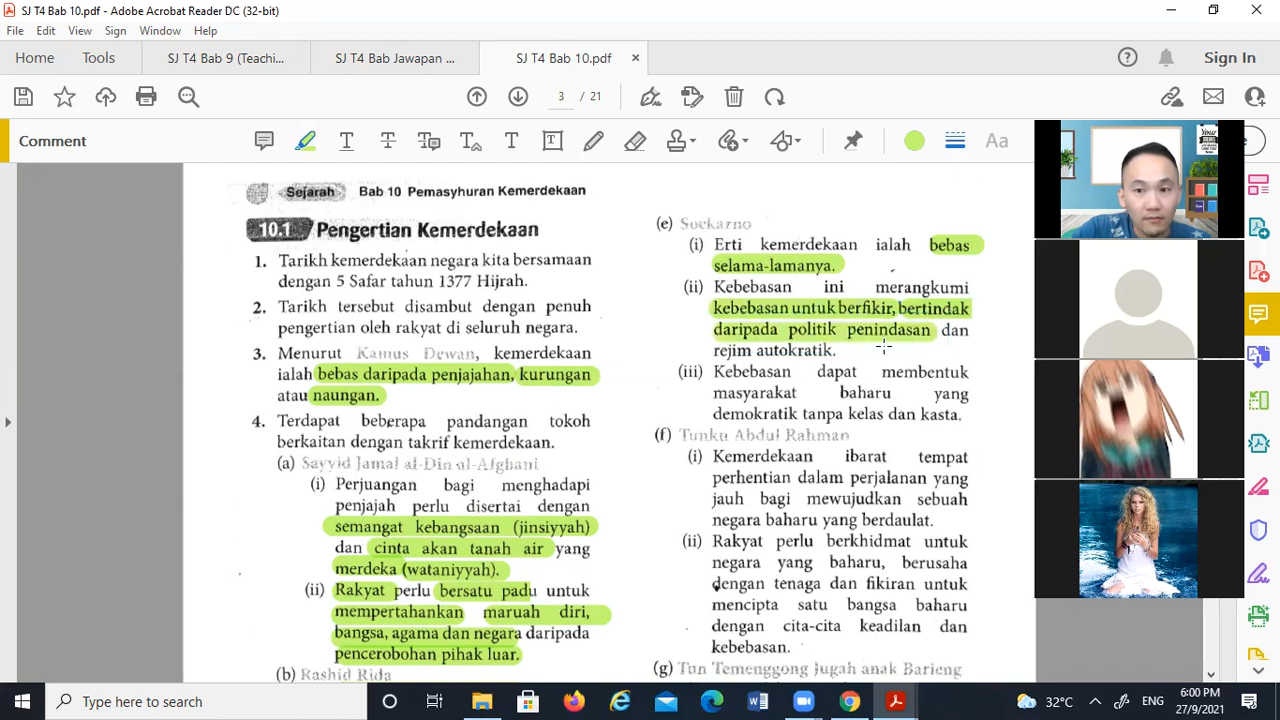 SJ T4 Bab 10.pdf - Adobe Acrobat Reader DC (32-bit)
File Edit View Sign Window Help
Home Tools SJ T4 Bab 9 (Teachi... SJ T4 Bab Jawapan ... SJ T4 Bab 10.pdf Sign In
3 / 21
Comment
Sejarah Bab 10 Pemasyhuran Kemerdekaan
10.1 Pengertian Kemerdekaan
1. Tarikh kemerdekaan negara kita bersamaan
dengan 5 Safar tahun 1377 Hijrah.
2. Tarikh tersebut disambut dengan penuh
pengertian oleh rakyat di seluruh negara.
3. Menurut Kamus Dewan, kemerdekaan
ialah bebas daripada penjajahan, kurungan
atau naungan.
4. Terdapat beberapa pandangan tokoh
berkaitan dengan takrif kemerdekaan.
(a) Sayyid Jamal al-Din al-Afghani
(i) Perjuangan bagi menghadapi
penjajah perlu disertai dengan
semangat kebangsaan (jinsiyyah)
dan cinta akan tanah air yang
merdeka (wataniyyah).
(ii) Rakyat perlu bersatu padu untuk
mempertahankan maruah diri,
bangsa, agama dan negara daripada
pencerobohan pihak luar.
(b) Rashid Rida
(e) Soekarno
(i) Erti kemerdekaan ialah bebas
selama-lamanya.
(ii) Kebebasan ini merangkumi
kebebasan untuk berfikir, bertindak
daripada politik penindasan dan
rejim autokratik.
(iii) Kebebasan dapat membentuk
masyarakat baharu yang
demokratik tanpa kelas dan kasta.
(f) Tunku Abdul Rahman
(i) Kemerdekaan ibarat tempat
perhentian dalam perjalanan yang
jauh bagi mewujudkan sebuah
negara baharu yang berdaulat.
(ii) Rakyat perlu berkhidmat untuk
negara yang baharu, berusaha
dengan tenaga dan fikiran untuk
mencipta satu bangsa baharu
dengan cita-cita keadilan dan
kebebasan.
(g) Tun Temenggong Jugah anak Barieng
Type here to search
32°C ENG
6:00 PM
27/9/2021